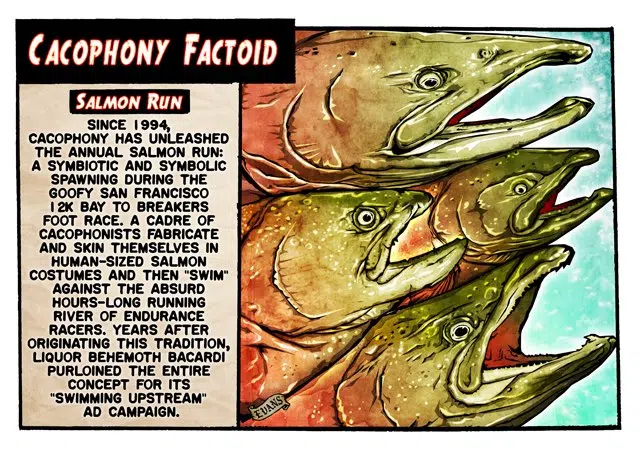 CACOPHONY FACTOID
SALMON RUN
SINCE 1994,
CACOPHONY HAS UNLEASHED
THE ANNUAL SALMON RUN:
A SYMBIOTIC AND SYMBOLIC
SPAWNING DURING THE
GOOFY SAN FRANCISCO
12K BAY TO BREAKERS
FOOT RACE. A CADRE OF
CACOPHONISTS FABRICATE
AND SKIN THEMSELVES IN
HUMAN-SIZED SALMON
COSTUMES AND THEN "SWIM"
AGAINST THE ABSURD
HOURS-LONG RUNNING
RIVER OF ENDURANCE
RACERS. YEARS AFTER
ORIGINATING THIS TRADITION,
LIQUOR BEHEMOTH BACARDI
PURLOINED THE ENTIRE
CONCEPT FOR ITS
"SWIMMING UPSTREAM"
AD CAMPAIGN.
EVANS